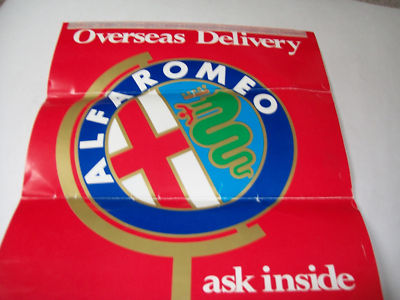 Overseas Delivery
ALFA ROMEO
ask inside